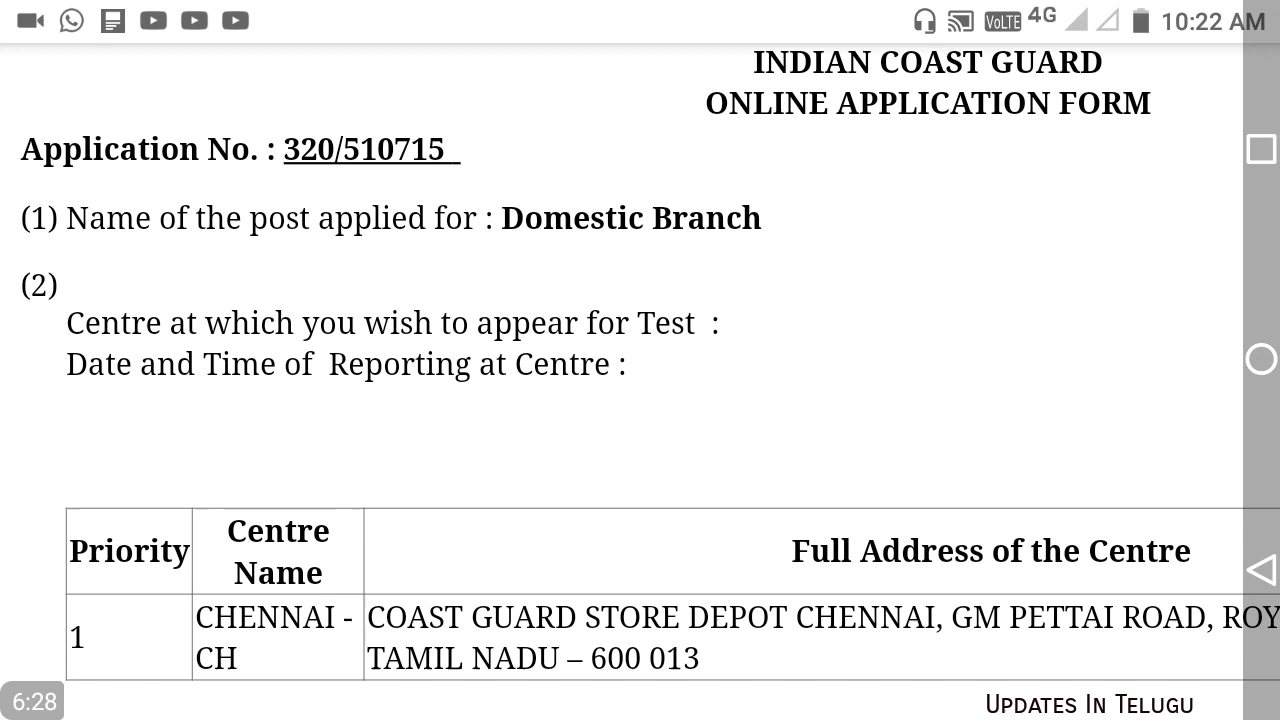 VoLTE 4G 10:22 AM
INDIAN COAST GUARD
ONLINE APPLICATION FORM
Application No. : 320/510715
(1) Name of the post applied for : Domestic Branch
(2)
Centre at which you wish to appear for Test :
Date and Time of Reporting at Centre :
Priority Centre Name Full Address of the Centre
1 CHENNAI - CH COAST GUARD STORE DEPOT CHENNAI, GM PETTAI ROAD, ROY
TAMIL NADU – 600 013
6:28
UPDATES IN TELUGU